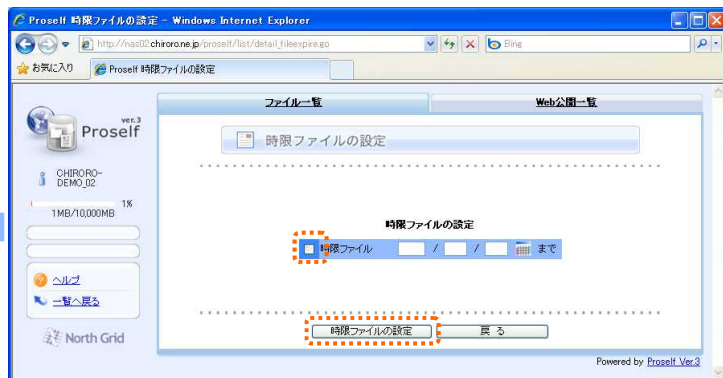 Proself 時限ファイルの設定 - Windows Internet Explorer
http://nas02.chiroro.ne.jp/proself/list/detail_fileexpire.go
Bing
お気に入り
Proself 時限ファイルの設定
ファイル一覧
Web公開一覧
ver.3
Proself
時限ファイルの設定
CHIRORO-
DEMO_02
1%
1MB/10,000MB
時限ファイルの設定
時限ファイル / / まで
ヘルプ
一覧へ戻る
時限ファイルの設定
戻 る
North Grid
Powered by Proself Ver.3